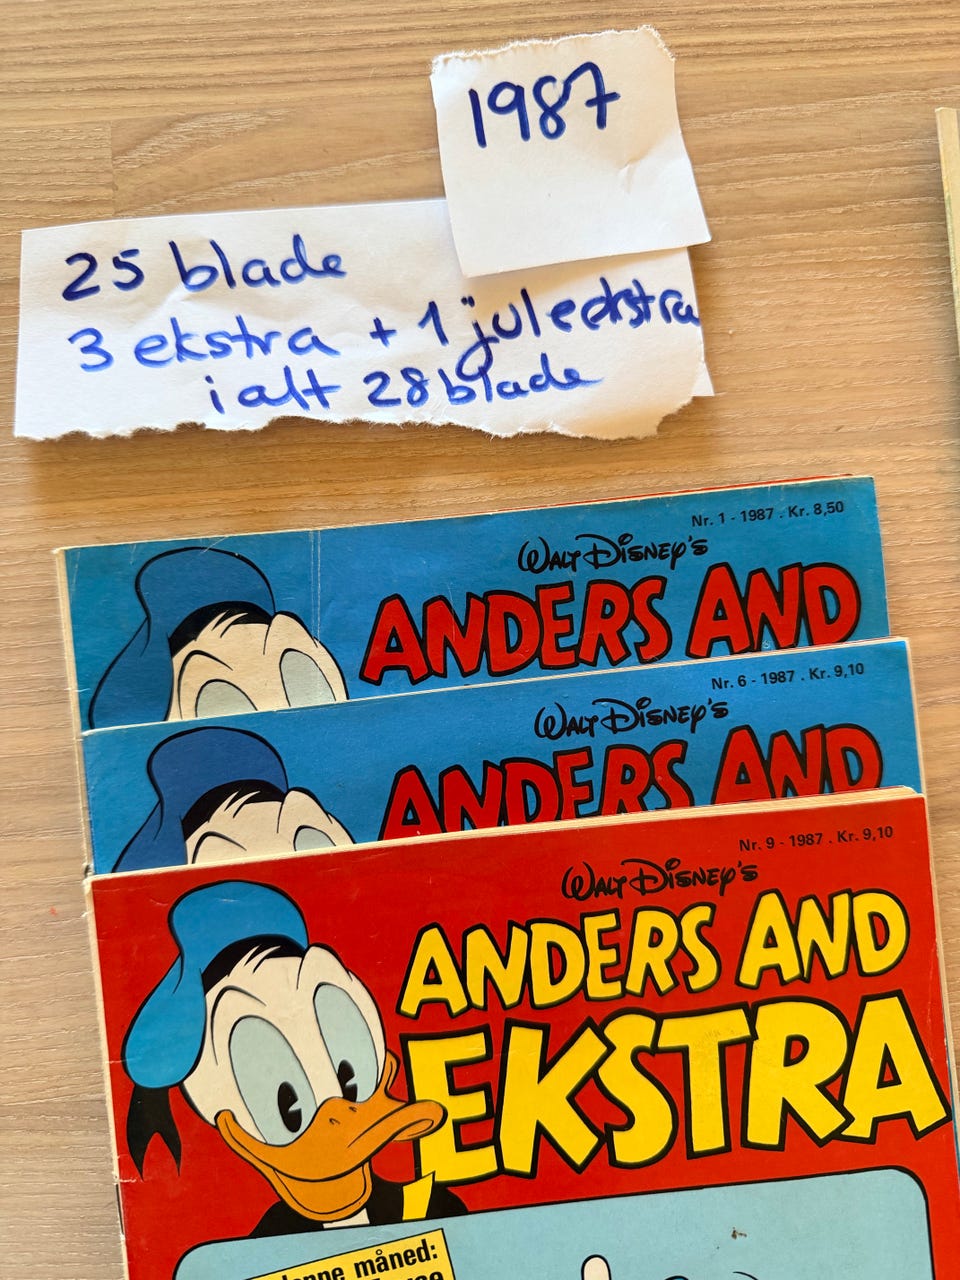 1987
25 blade
3 ekstra + 1 juleekstra
i alt 28 blade
Nr. 1 - 1987 . Kr. 8,50
WALT DISNEY'S
ANDERS AND
Nr. 6 - 1987 . Kr. 9,10
WALT DISNEY'S
ANDERS AND
Nr. 9 - 1987 . Kr. 9,10
WALT DISNEY'S
ANDERS AND
EKSTRA
måned: